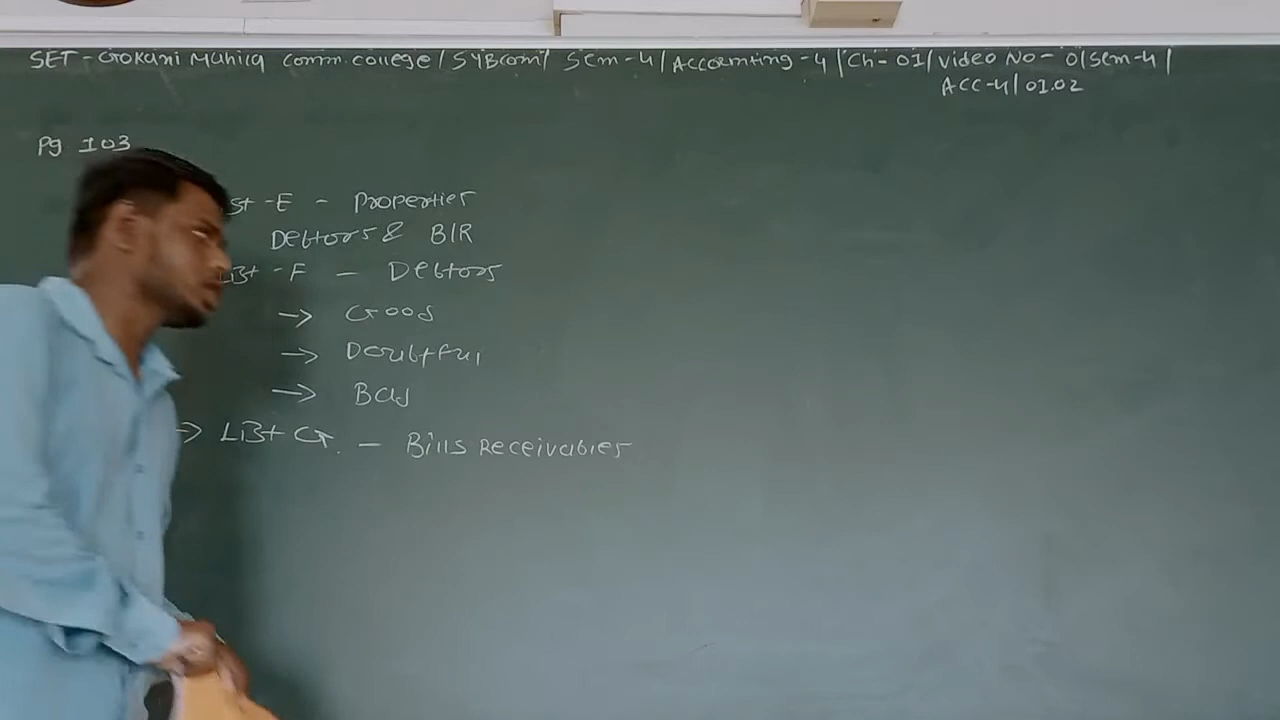 SET - Gokani Mahila Comm. College / SYBCom / Sem - 4 / Accounting - 4 / Ch - 01 / Video No - 01 Sem - 4 /
ACC-4 / 01.02
Pg 103
st - E - Properties
Debtors & B/R
List - F - Debtors
→ Good
→ Doubtful
→ Bad
→ List G. - Bills Receivables